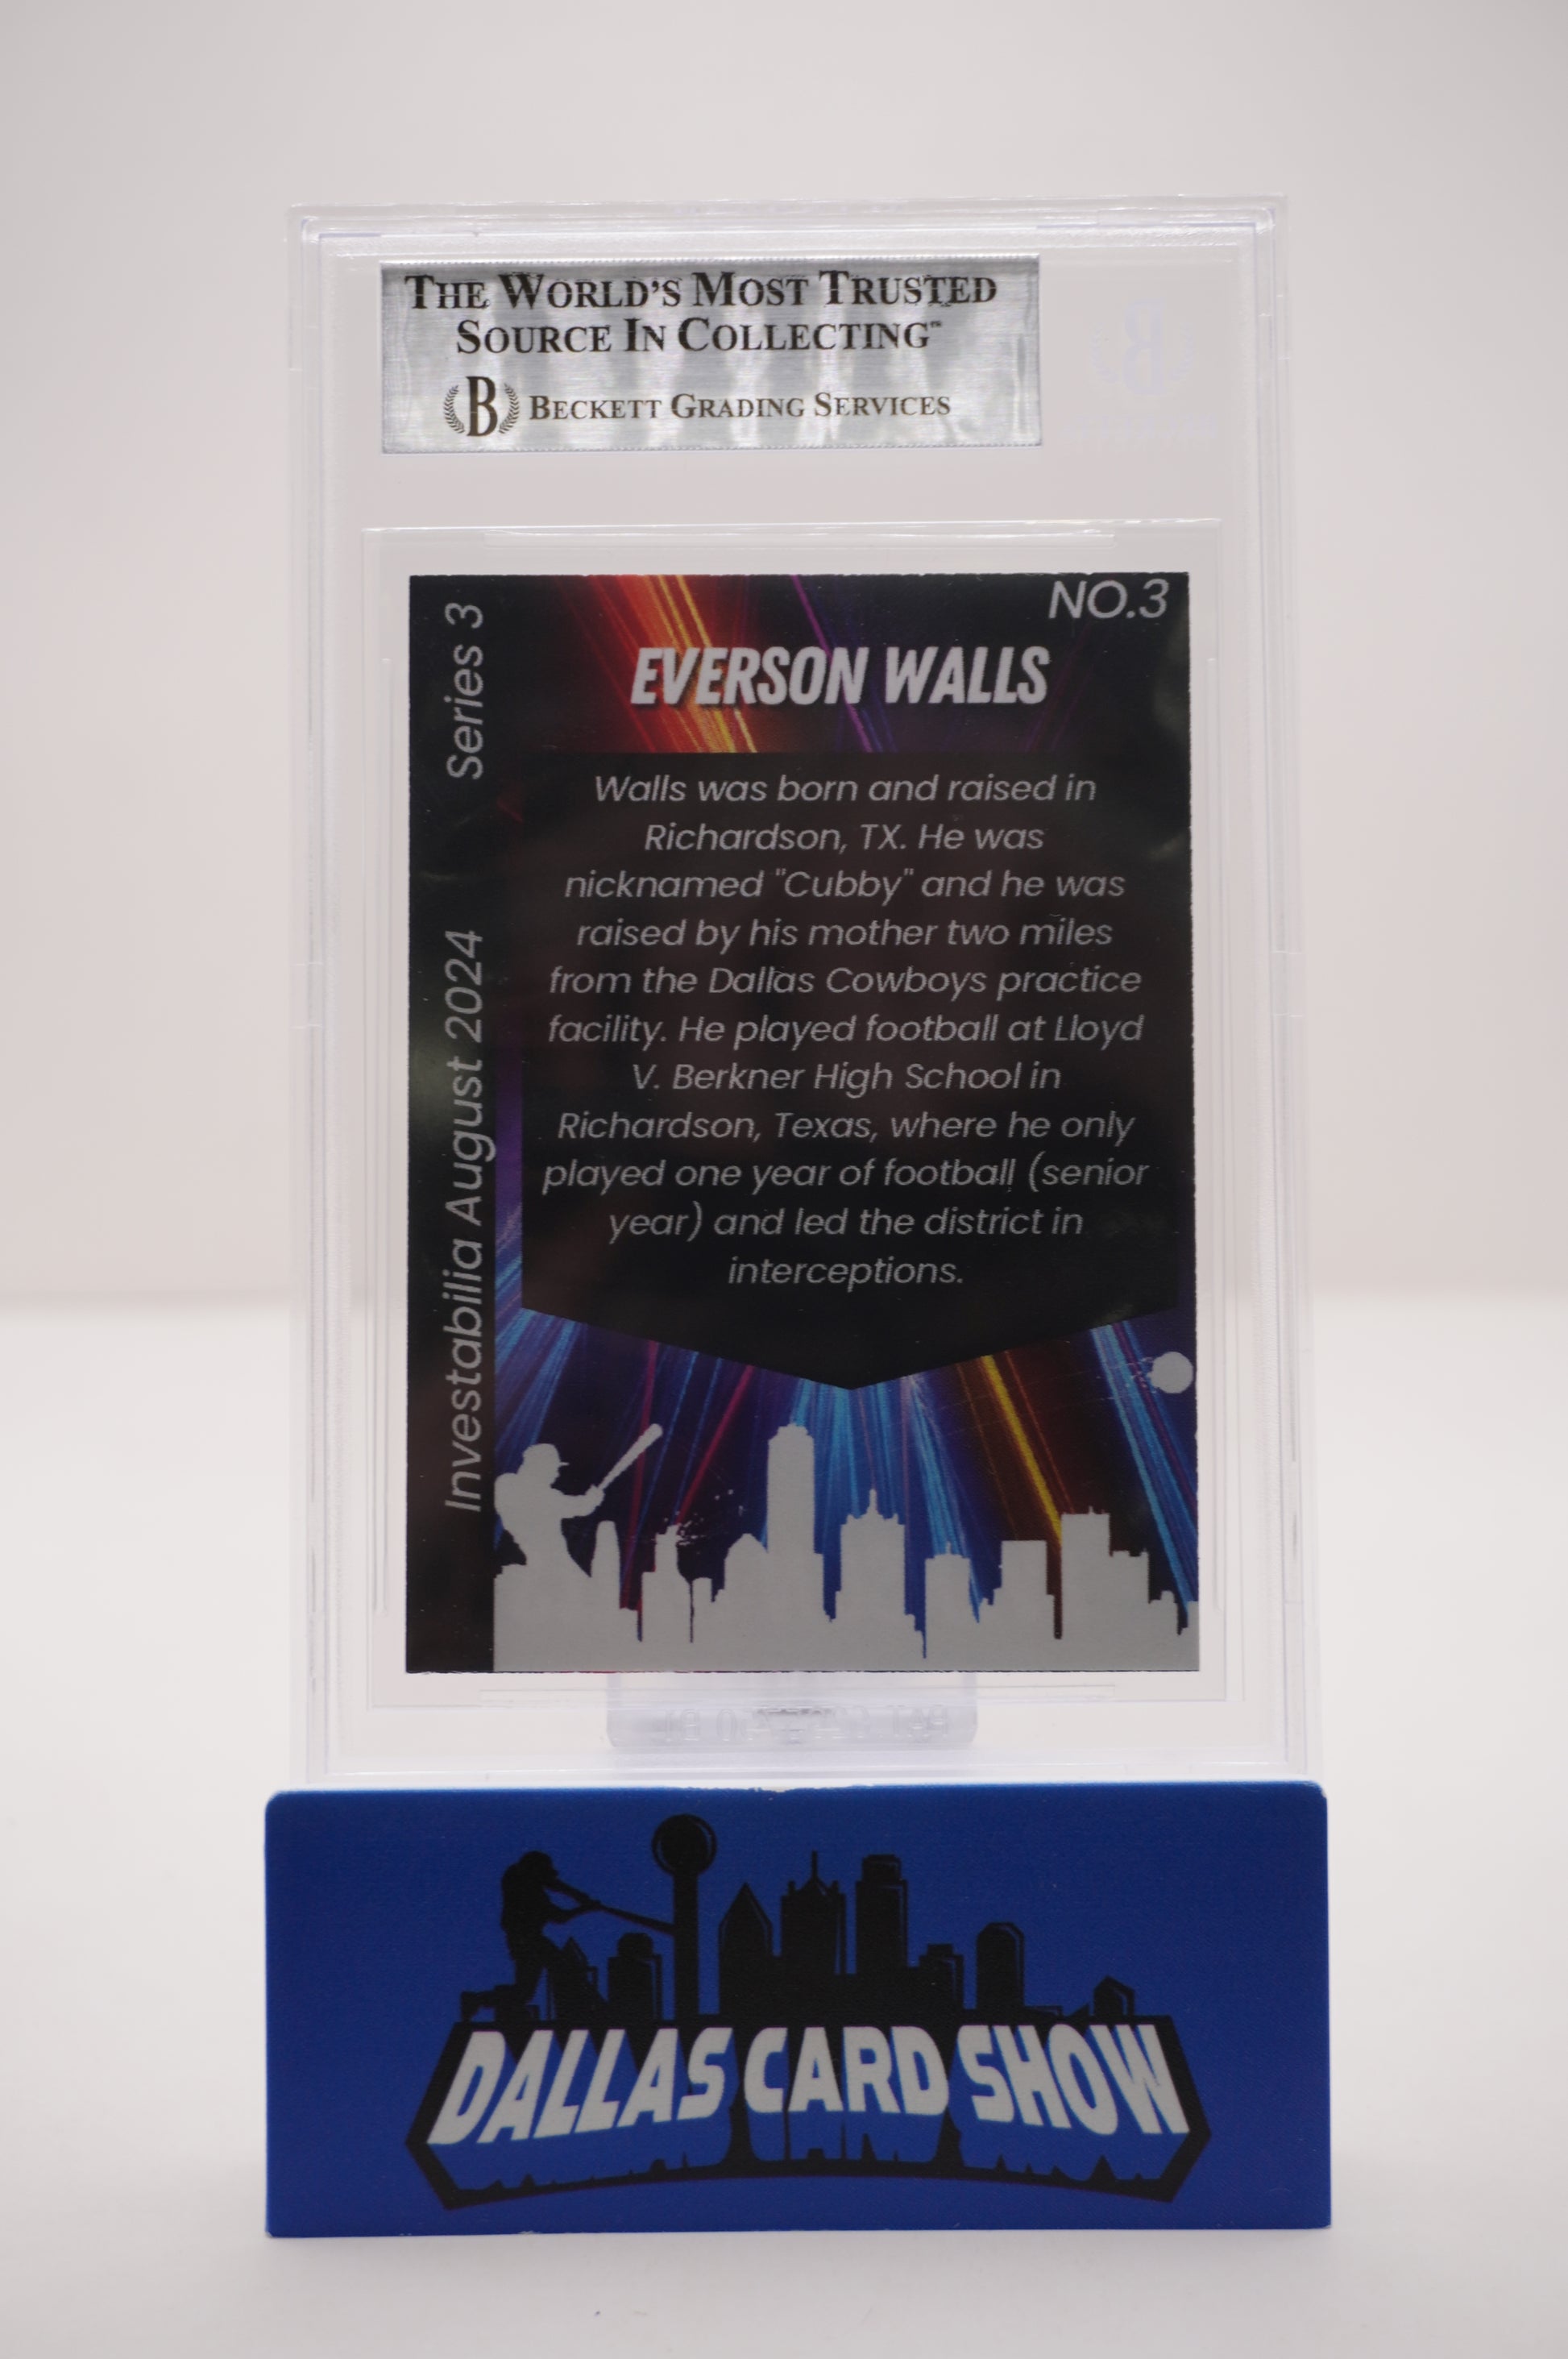 THE WORLD'S MOST TRUSTED
SOURCE IN COLLECTING™
B BECKETT GRADING SERVICES
NO.3
Series 3
EVERSON WALLS
Walls was born and raised in
Richardson, TX. He was
nicknamed "Cubby" and he was
raised by his mother two miles
from the Dallas Cowboys practice
facility. He played football at Lloyd
V. Berkner High School in
Richardson, Texas, where he only
played one year of football (senior
year) and led the district in
interceptions.
Investabilia August 2024
DALLAS CARD SHOW